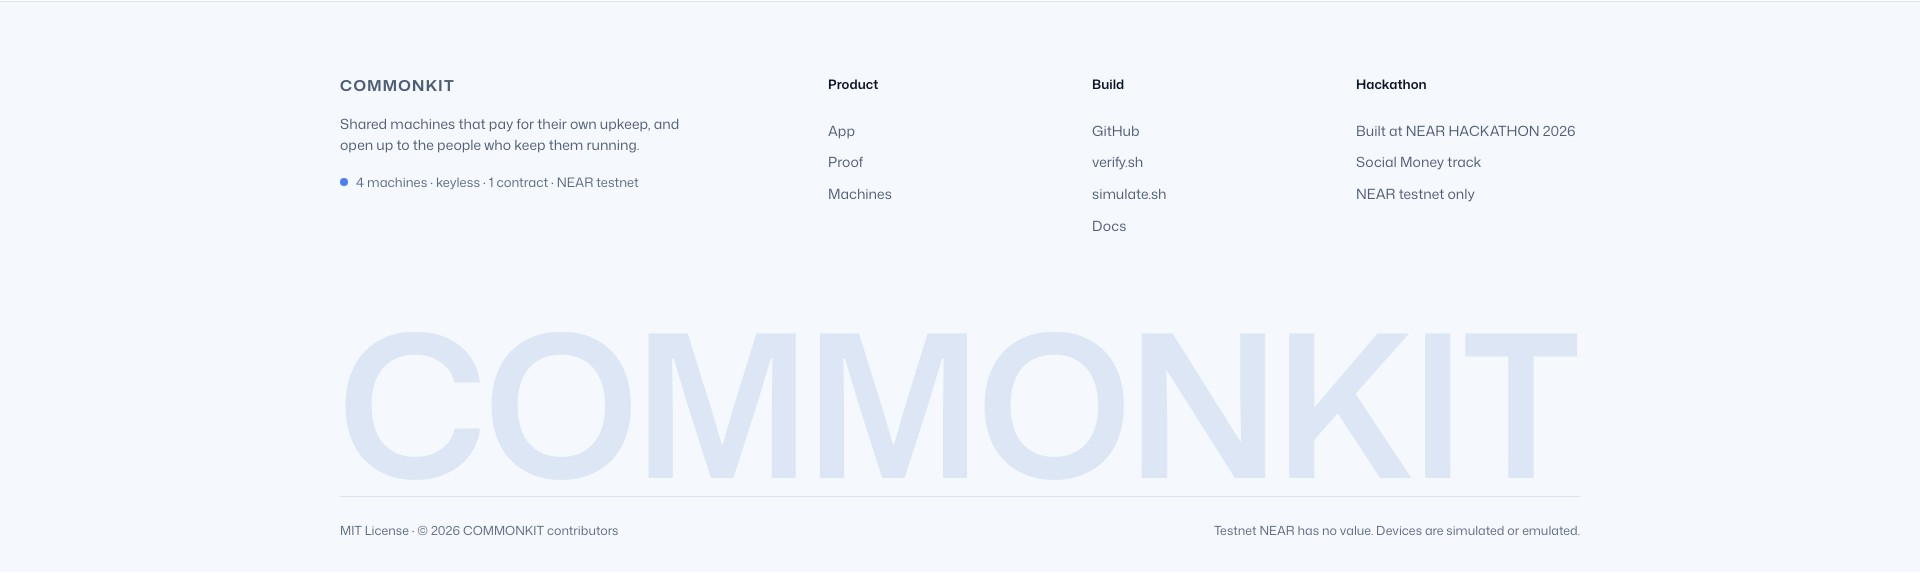 COMMONKIT
Shared machines that pay for their own upkeep, and
open up to the people who keep them running.
4 machines · keyless · 1 contract · NEAR testnet
Product
App
Proof
Machines
Build
GitHub
verify.sh
simulate.sh
Docs
Hackathon
Built at NEAR HACKATHON 2026
Social Money track
NEAR testnet only
COMMONKIT
MIT License · © 2026 COMMONKIT contributors
Testnet NEAR has no value. Devices are simulated or emulated.